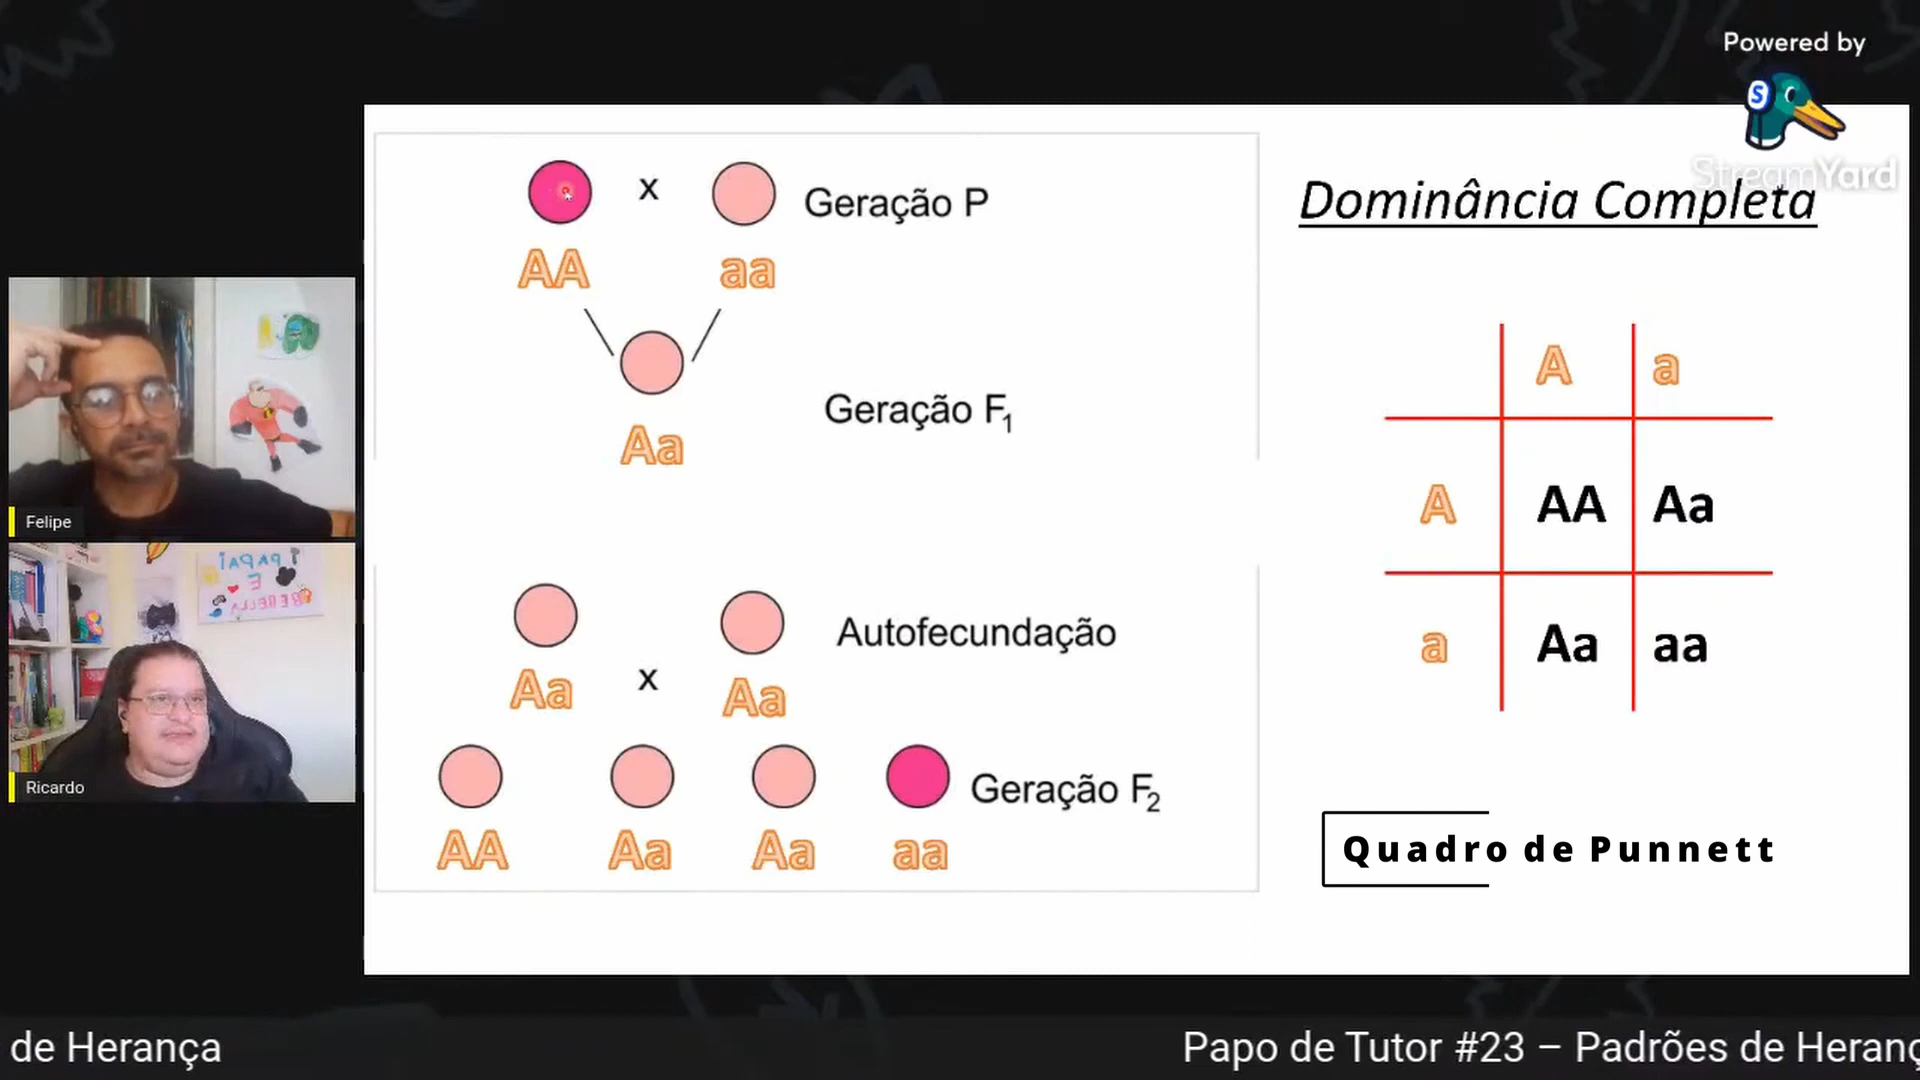 Powered by
StreamYard
x
Geração P
AA
aa
Geração F1
Aa
Autofecundação
Aa
x
Aa
Geração F2
AA
Aa
Aa
aa
Dominância Completa
A
a
A
AA
Aa
a
Aa
aa
Quadro de Punnett
Felipe
PAPAI
E
Ricardo
de Herança
Papo de Tutor #23 – Padrões de Heranç